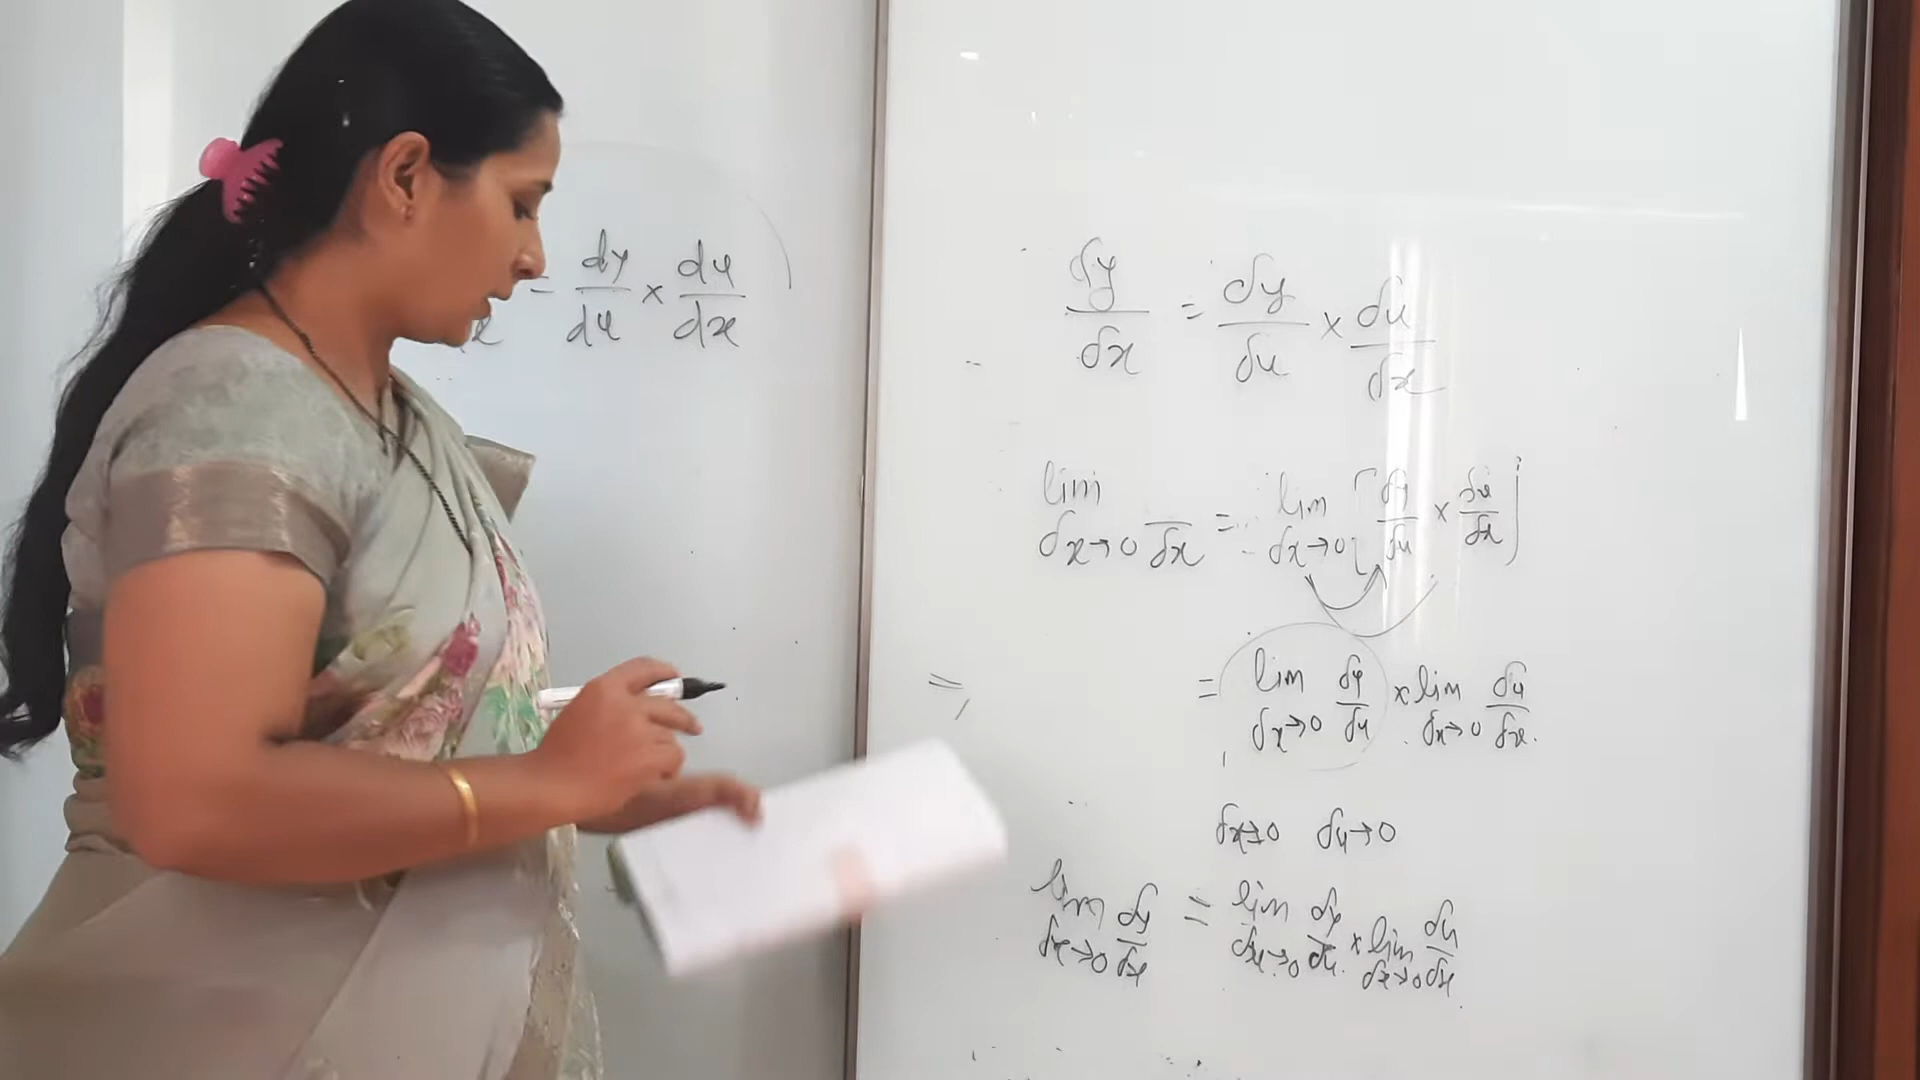 = dy/du × du/dx
δy/δx = δy/δu × δu/δx
lim δx→0 /δx = lim δx→0 [δy/δu × δu/δx]
= lim δx→0 δy/δu × lim δx→0 δu/δx.
δx→0 δu→0
lim δx→0 δy/δx = lim δu→0 δy/δu × lim δx→0 δu/δx